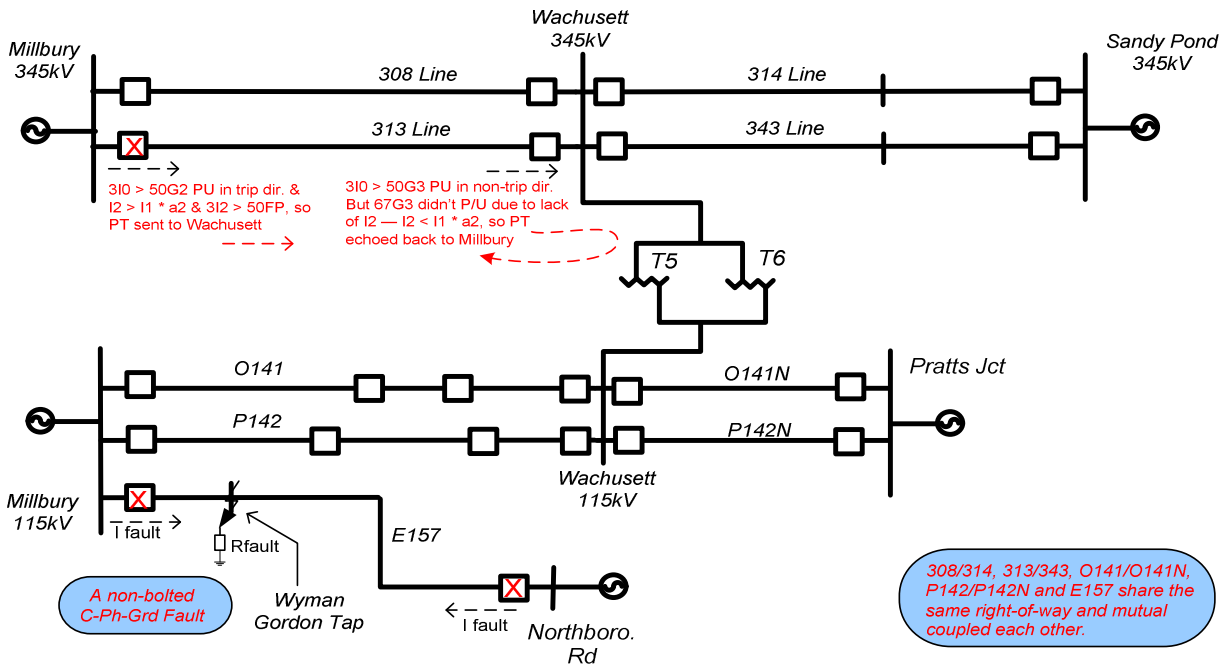 Millbury
345kV
Wachusett
345kV
Sandy Pond
345kV
308 Line
314 Line
313 Line
343 Line
X
3I0 > 50G2 PU in trip dir. &
I2 > I1 * a2 & 3I2 > 50FP, so
PT sent to Wachusett
3I0 > 50G3 PU in non-trip dir.
But 67G3 didn't P/U due to lack
of I2 — I2 < I1 * a2, so PT
echoed back to Millbury
T5
T6
O141
O141N
Pratts Jct
P142
P142N
Wachusett
115kV
Millbury
115kV
X
I fault
Rfault
E157
A non-bolted
C-Ph-Grd Fault
Wyman
Gordon Tap
X
I fault
Northboro.
Rd
308/314, 313/343, O141/O141N,
P142/P142N and E157 share the
same right-of-way and mutual
coupled each other.